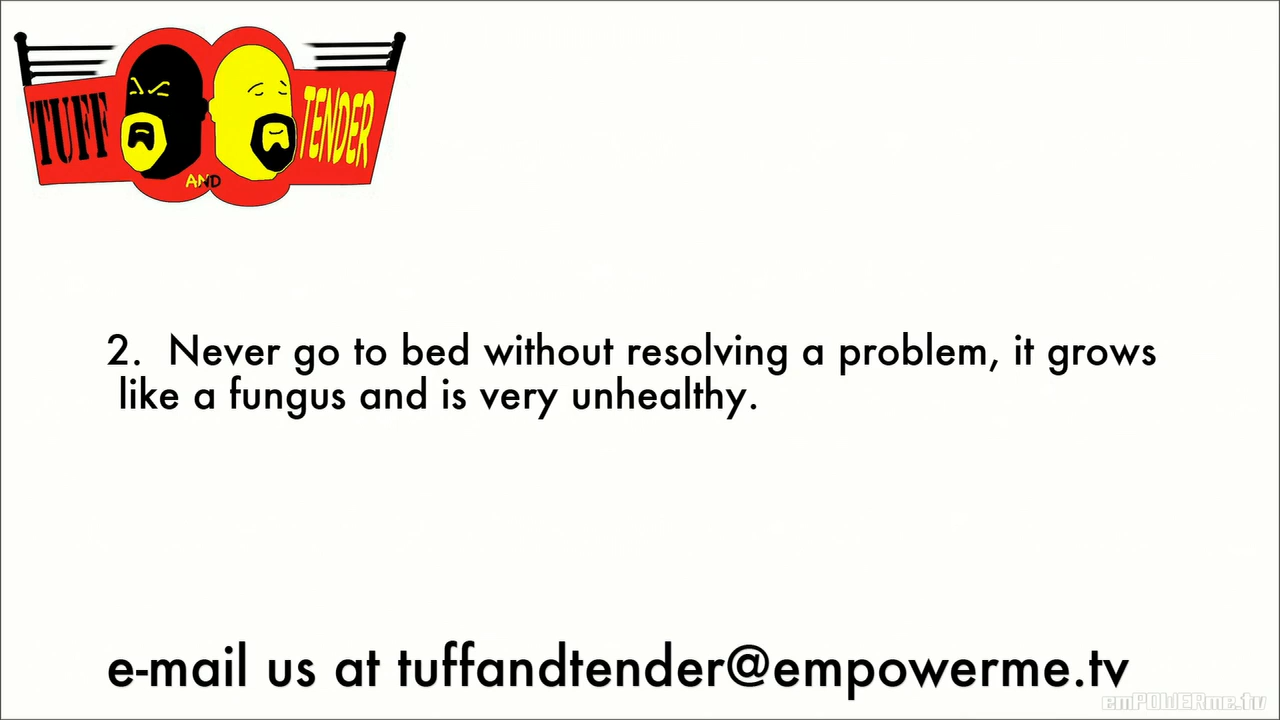 TUFF
AND
TENDER
2. Never go to bed without resolving a problem, it grows
like a fungus and is very unhealthy.
e-mail us at tuffandtender@empowerme.tv
emPOWERme.tv